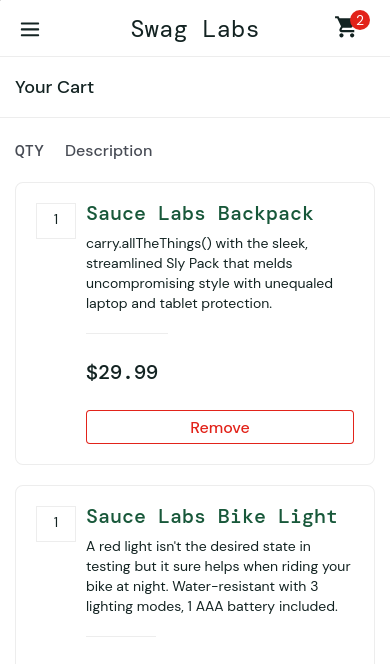 Swag Labs
2
Your Cart
QTY Description
1
Sauce Labs Backpack
carry.allTheThings() with the sleek,
streamlined Sly Pack that melds
uncompromising style with unequaled
laptop and tablet protection.
$29.99
Remove
1
Sauce Labs Bike Light
A red light isn't the desired state in
testing but it sure helps when riding your
bike at night. Water-resistant with 3
lighting modes, 1 AAA battery included.